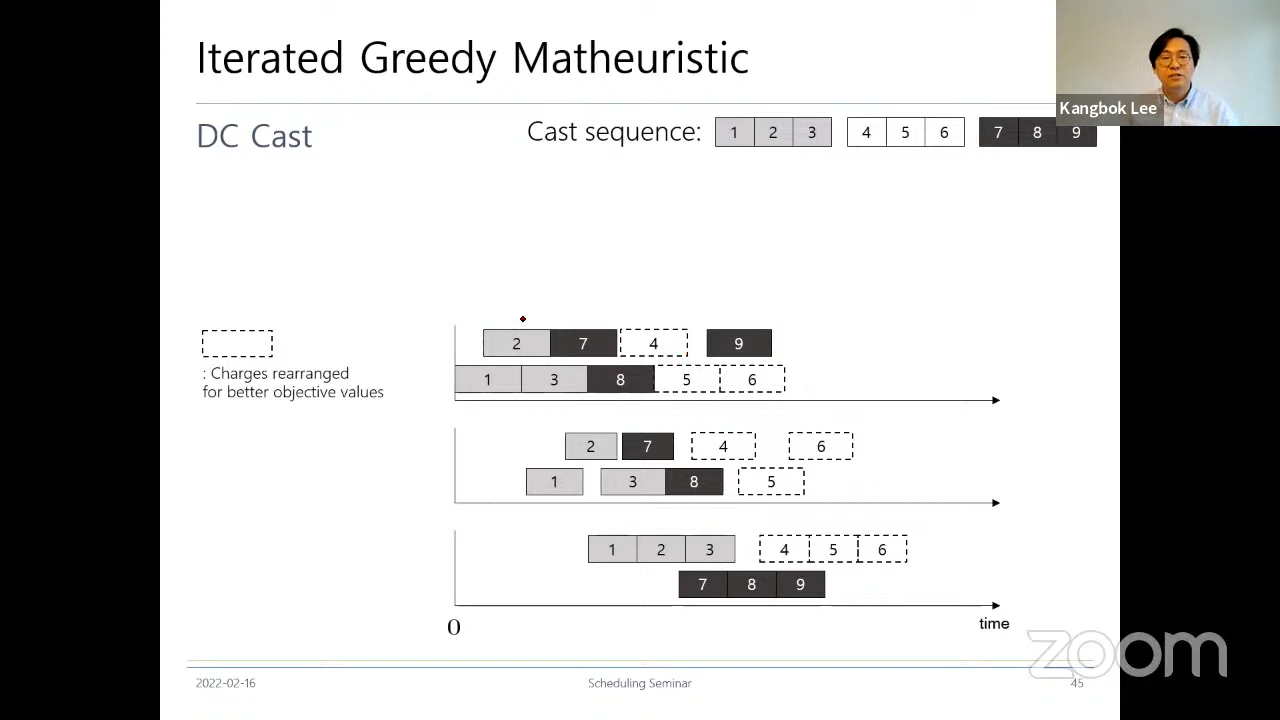 Iterated Greedy Matheuristic
Kangbok Lee
DC Cast
Cast sequence: 1 2 3 4 5 6 7 8 9
2 7 4 9
: Charges rearranged
for better objective values
1 3 8 5 6
2 7 4 6
1 3 8 5
1 2 3 4 5 6
7 8 9
0
time
zoom
2022-02-16
Scheduling Seminar
45